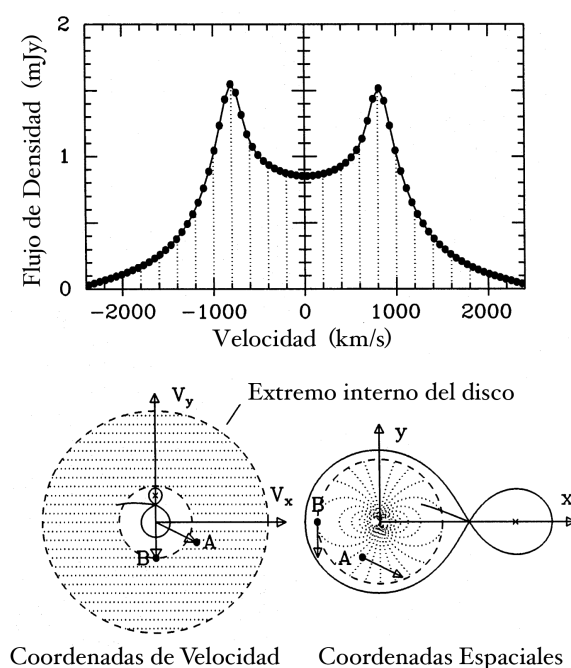 2
1
0
Flujo de Densidad (mJy)
−2000 −1000 0 1000 2000
Velocidad (km/s)
Extremo interno del disco
Vy
Vx
A
B
y
x
B
A
Coordenadas de Velocidad Coordenadas Espaciales